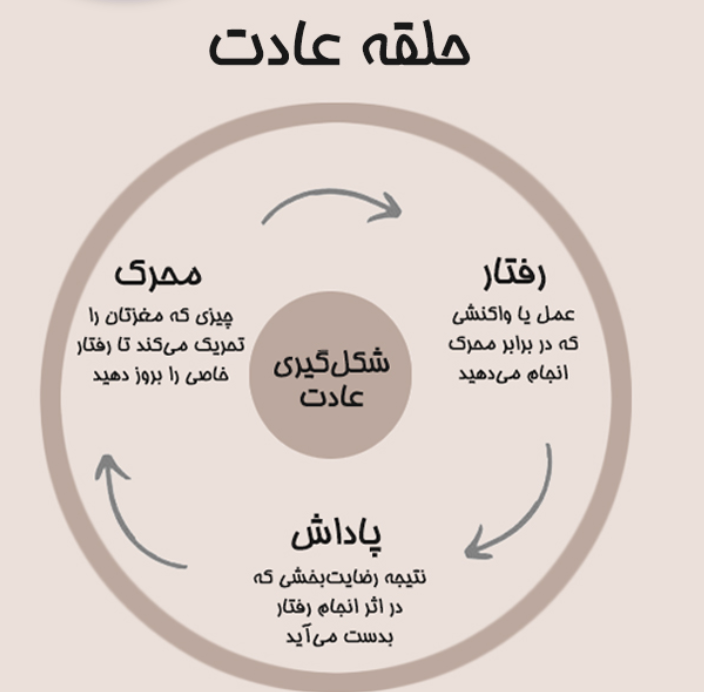 حلقه عادت
محرک
چیزی که مغزتان را
تحریک می‌کند تا رفتار
خاصی را بروز دهید
رفتار
عمل یا واکنشی
که در برابر محرک
انجام می‌دهید
شکل‌گیری
عادت
پاداش
نتیجه رضایت‌بخشی که
در اثر انجام رفتار
بدست می‌آید